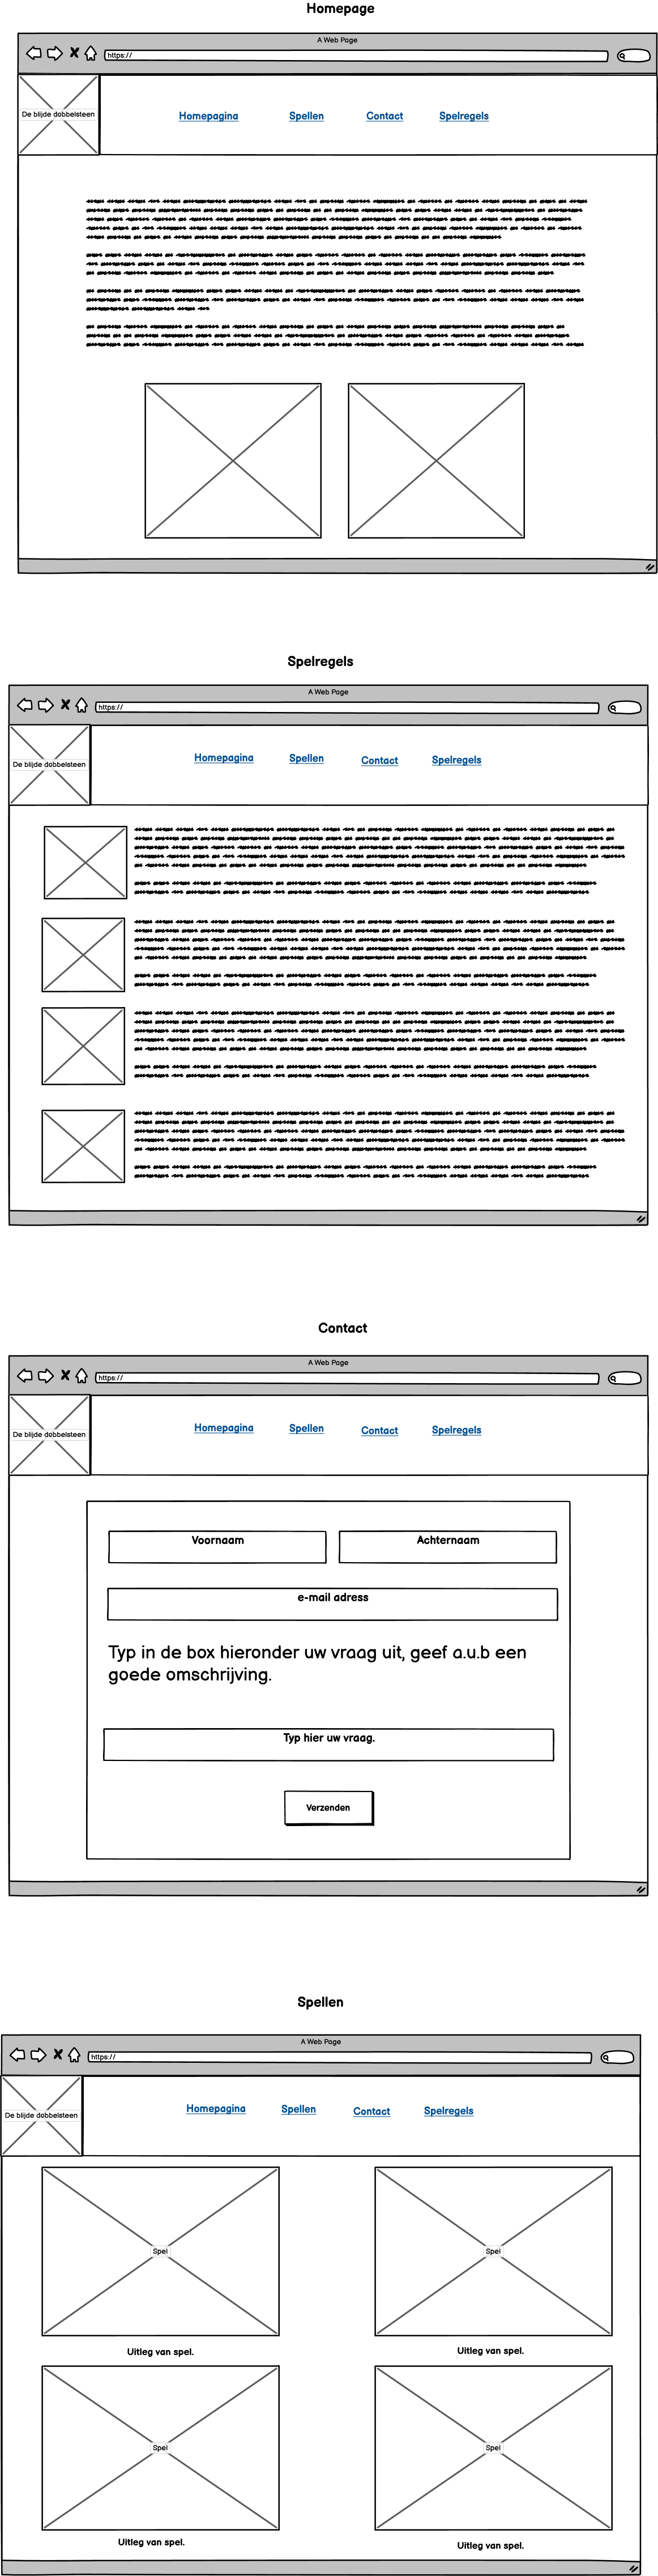 Homepage
A Web Page
https://
De blijde dobbelsteen
Homepagina Spellen Contact Spelregels
Spelregels
A Web Page
https://
De blijde dobbelsteen
Homepagina Spellen Contact Spelregels
Contact
A Web Page
https://
De blijde dobbelsteen
Homepagina Spellen Contact Spelregels
Voornaam Achternaam
e-mail adress
Typ in de box hieronder uw vraag uit, geef a.u.b een
goede omschrijving.
Typ hier uw vraag.
Verzenden
Spellen
A Web Page
https://
De blijde dobbelsteen
Homepagina Spellen Contact Spelregels
Spel Spel
Uitleg van spel. Uitleg van spel.
Spel Spel
Uitleg van spel. Uitleg van spel.